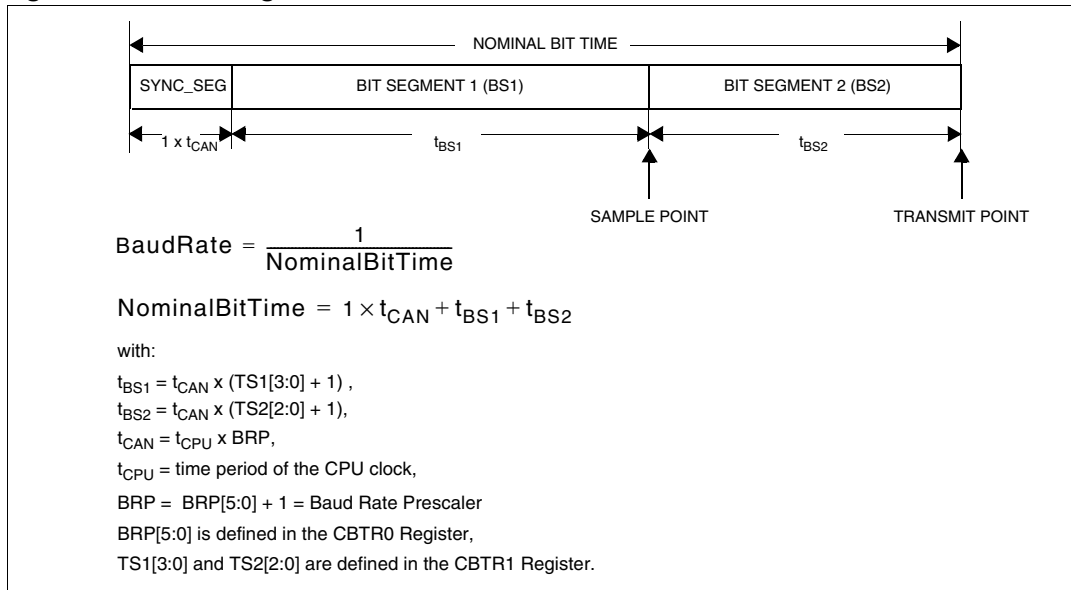 NOMINAL BIT TIME
SYNC_SEG
BIT SEGMENT 1 (BS1)
BIT SEGMENT 2 (BS2)
1 x tCAN
tBS1
tBS2
SAMPLE POINT
TRANSMIT POINT
BaudRate = 1 / NominalBitTime
NominalBitTime = 1 × tCAN + tBS1 + tBS2
with:
tBS1 = tCAN x (TS1[3:0] + 1) ,
tBS2 = tCAN x (TS2[2:0] + 1),
tCAN = tCPU x BRP,
tCPU = time period of the CPU clock,
BRP = BRP[5:0] + 1 = Baud Rate Prescaler
BRP[5:0] is defined in the CBTR0 Register,
TS1[3:0] and TS2[2:0] are defined in the CBTR1 Register.